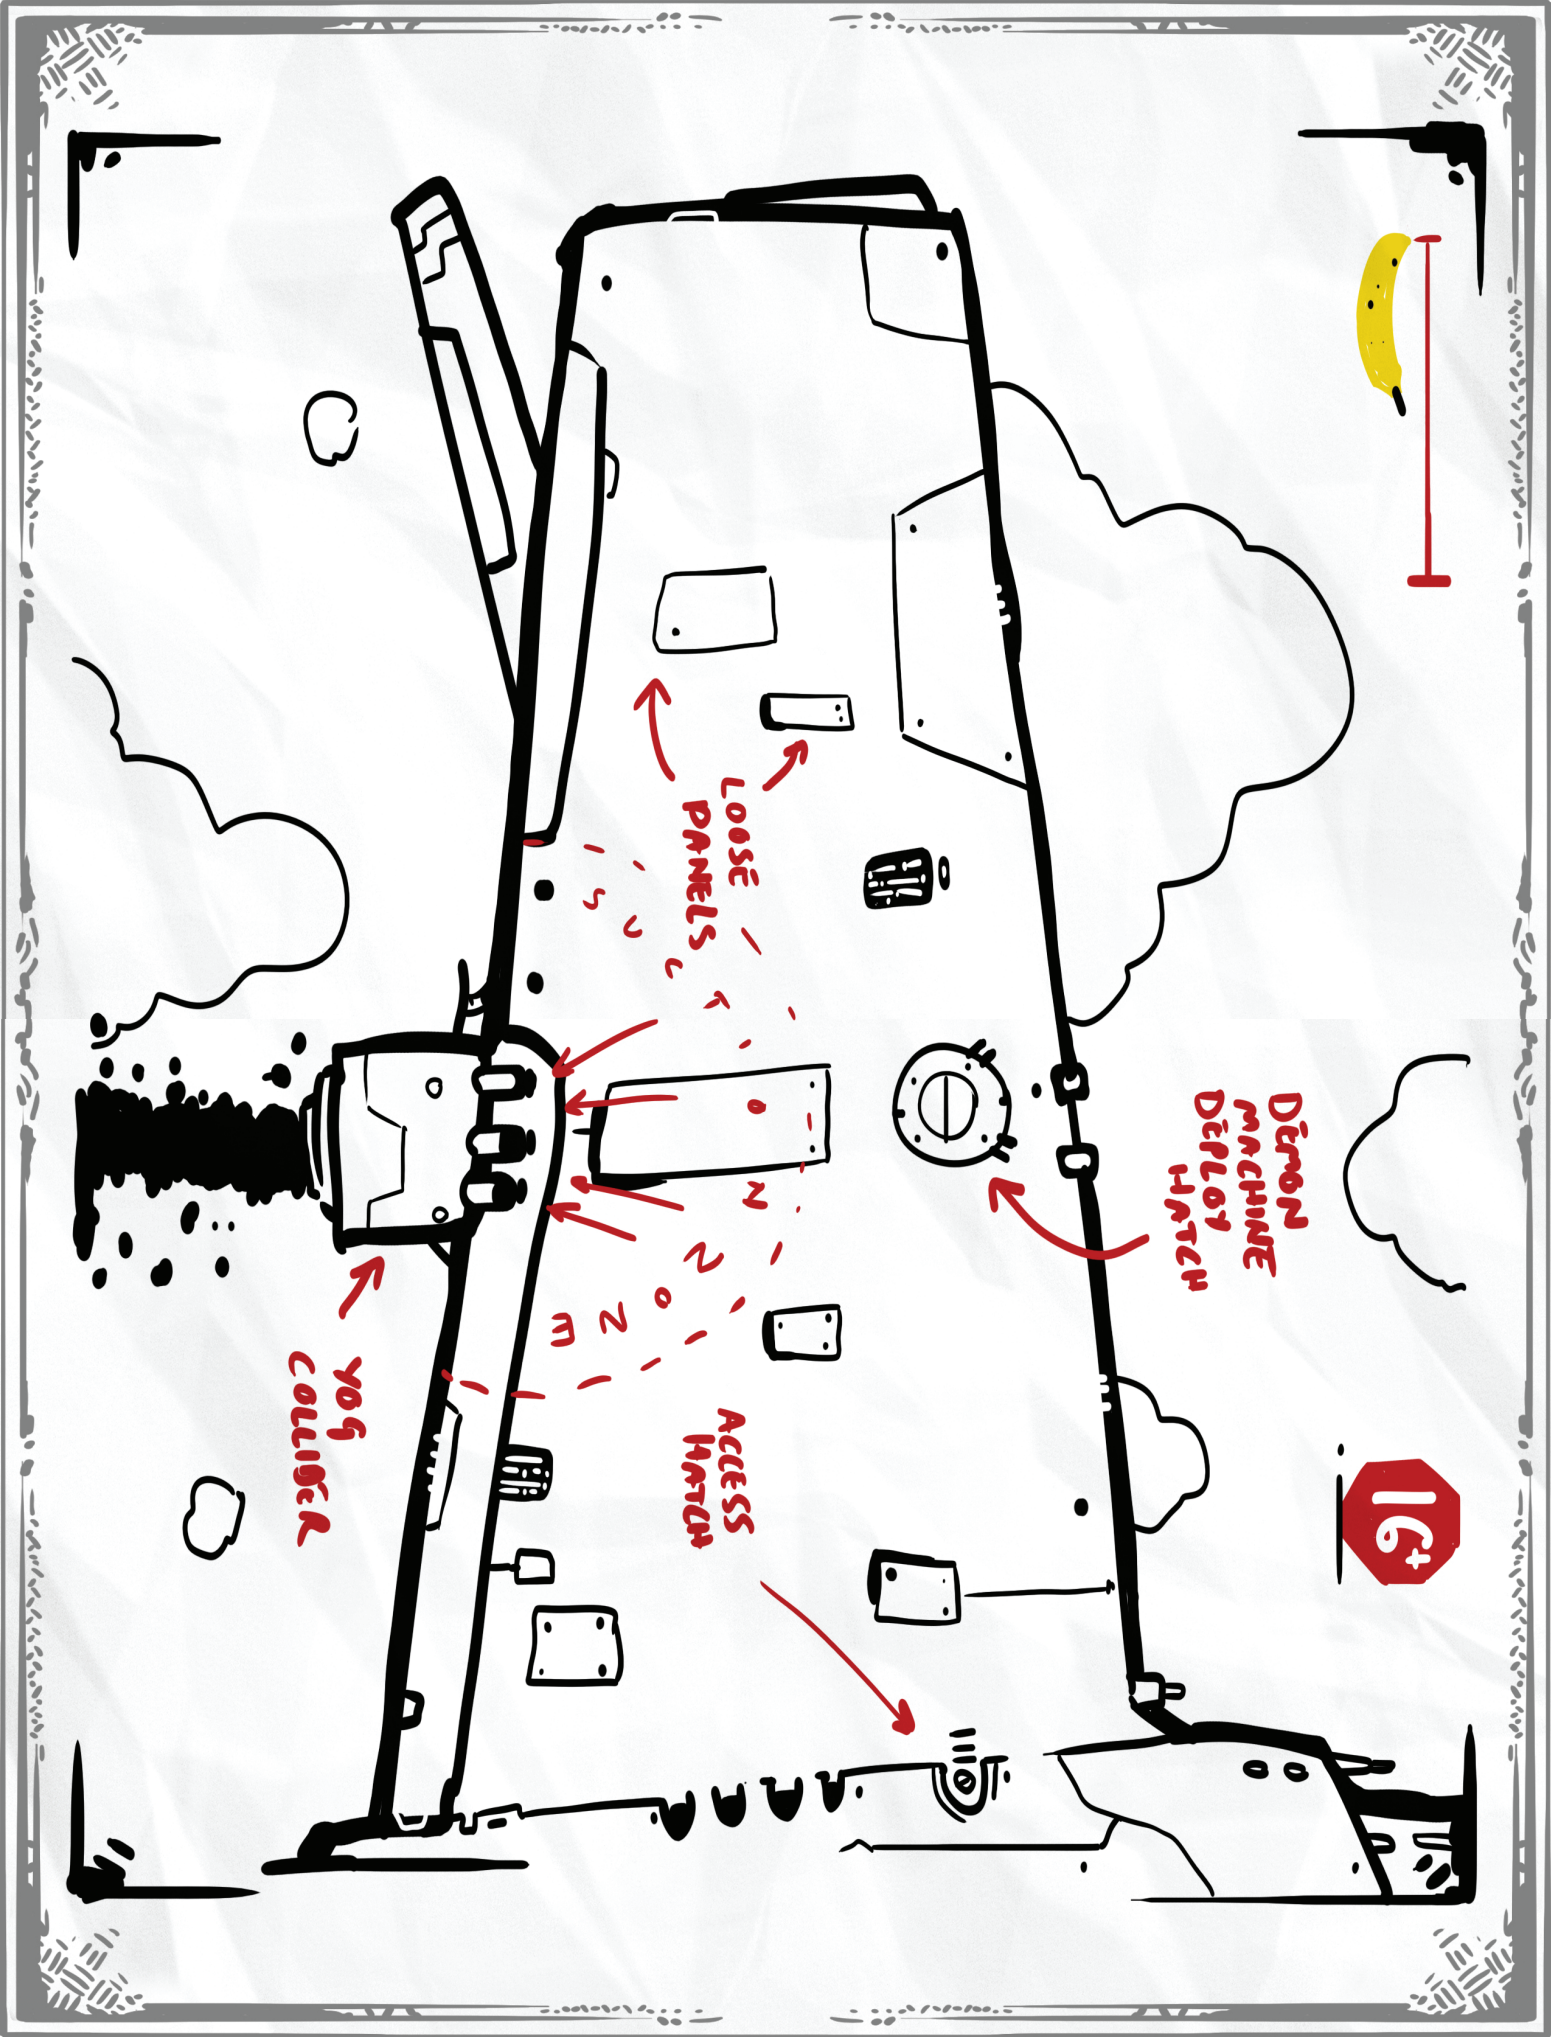 LOOSE
PANELS
SUCTION ZONE
DEMON
MACHINE
DEPLOY
HATCH
YOG
COLLIDER
ACCESS
HATCH
16+